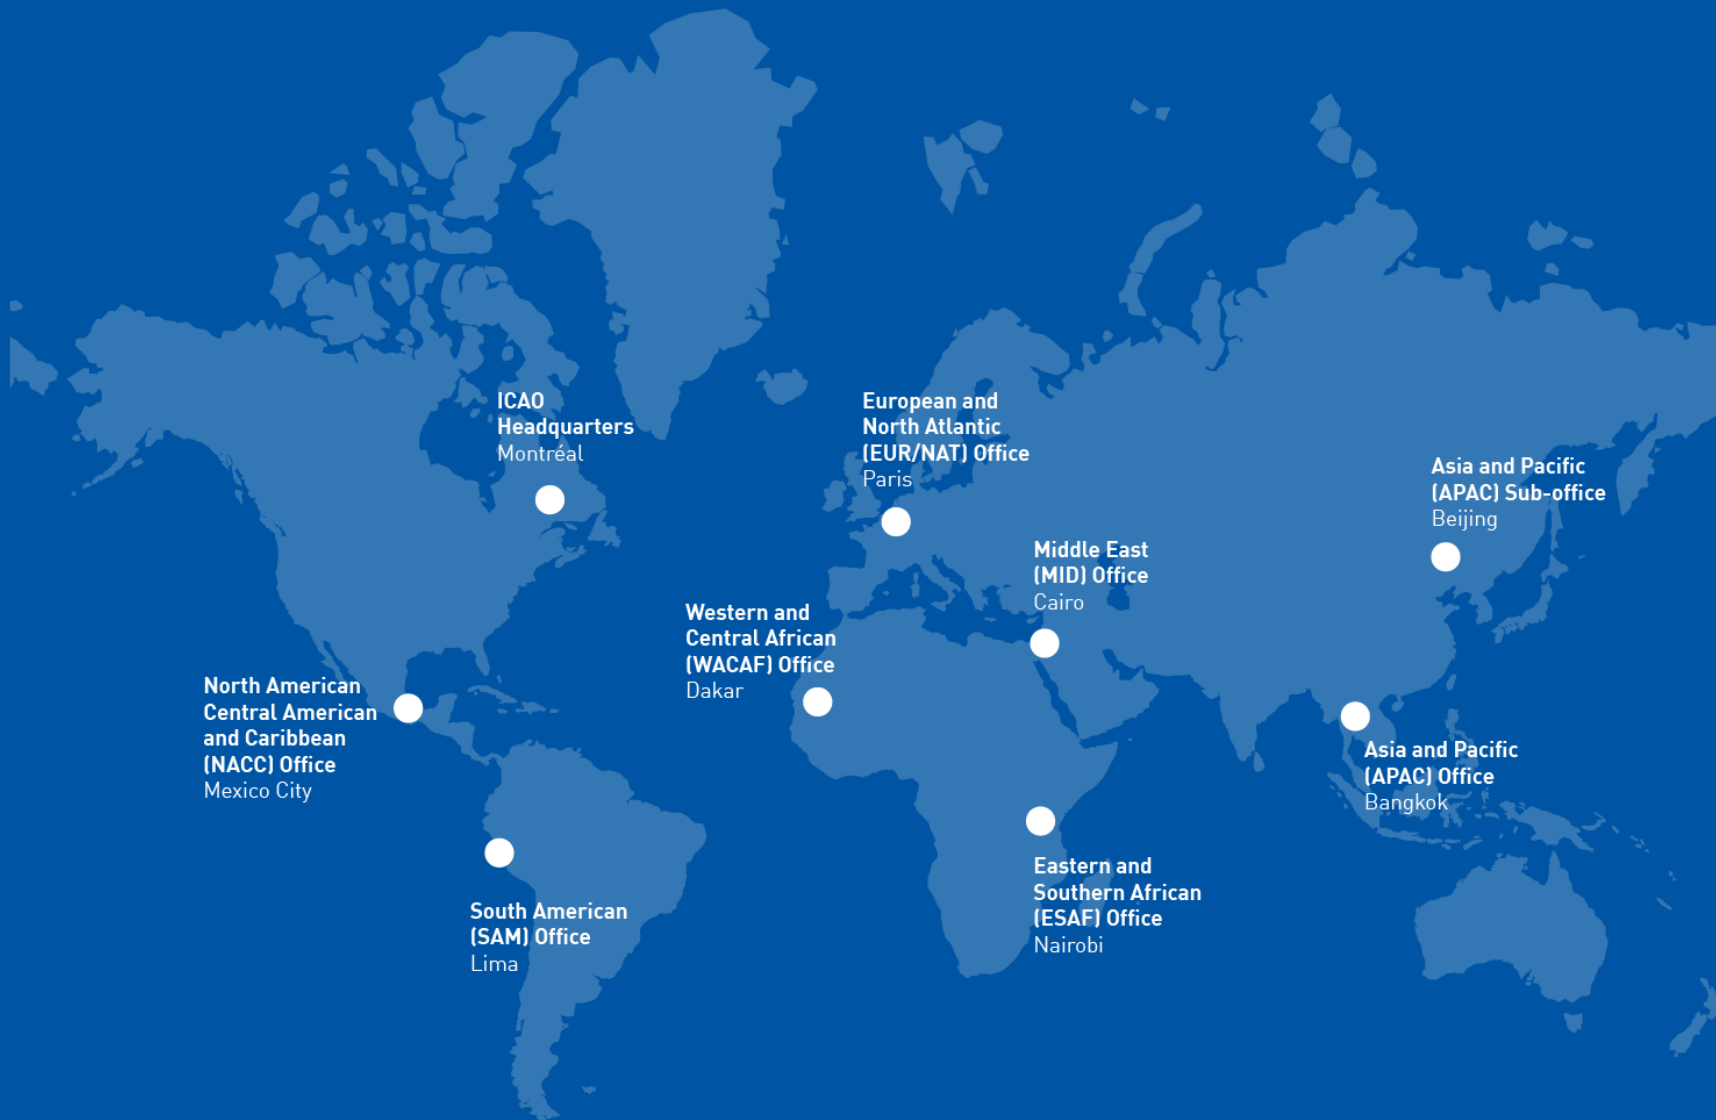 ICAO
Headquarters
Montréal
European and
North Atlantic
(EUR/NAT) Office
Paris
Asia and Pacific
(APAC) Sub-office
Beijing
Middle East
(MID) Office
Cairo
Western and
Central African
(WACAF) Office
Dakar
North American
Central American
and Caribbean
(NACC) Office
Mexico City
Asia and Pacific
(APAC) Office
Bangkok
Eastern and
Southern African
(ESAF) Office
Nairobi
South American
(SAM) Office
Lima